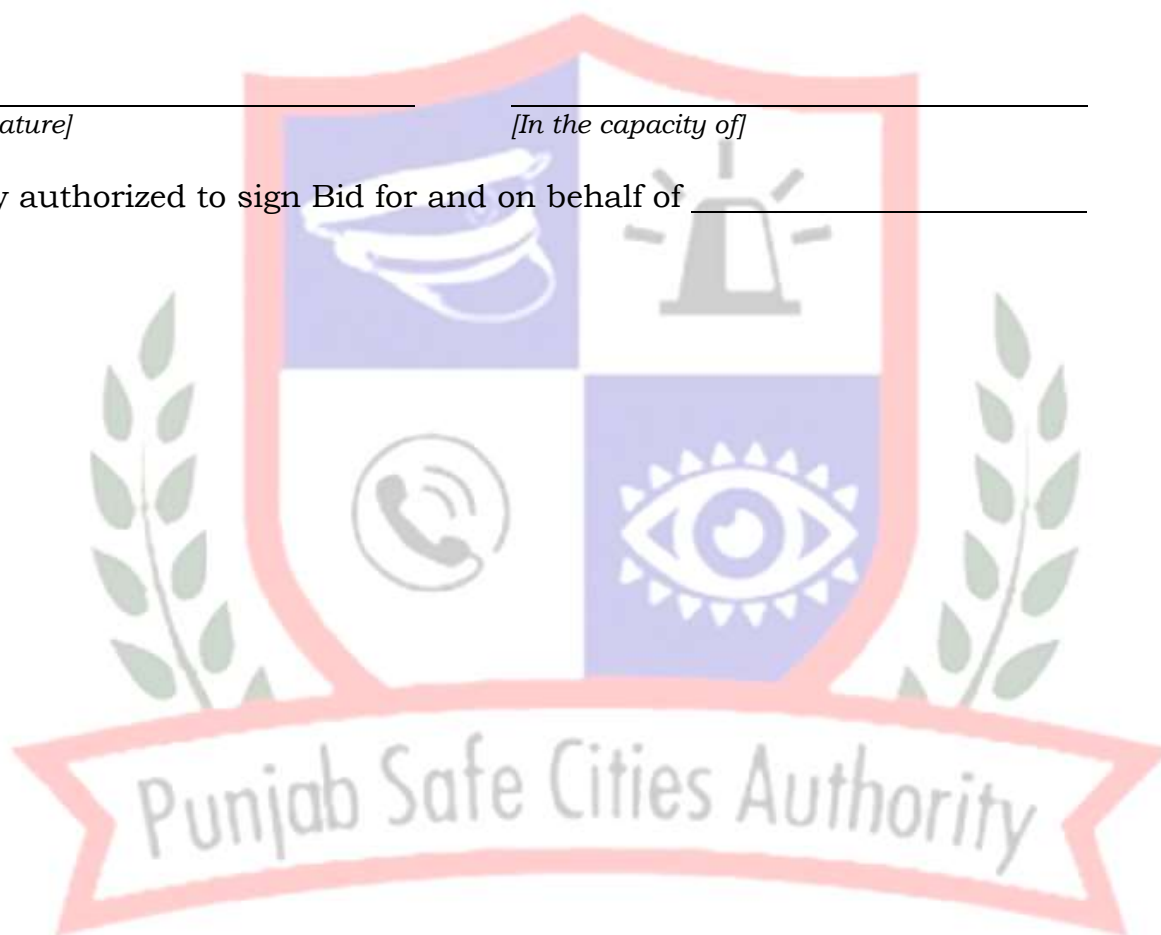 ature] [In the capacity of]
y authorized to sign Bid for and on behalf of
Punjab Safe Cities Authority